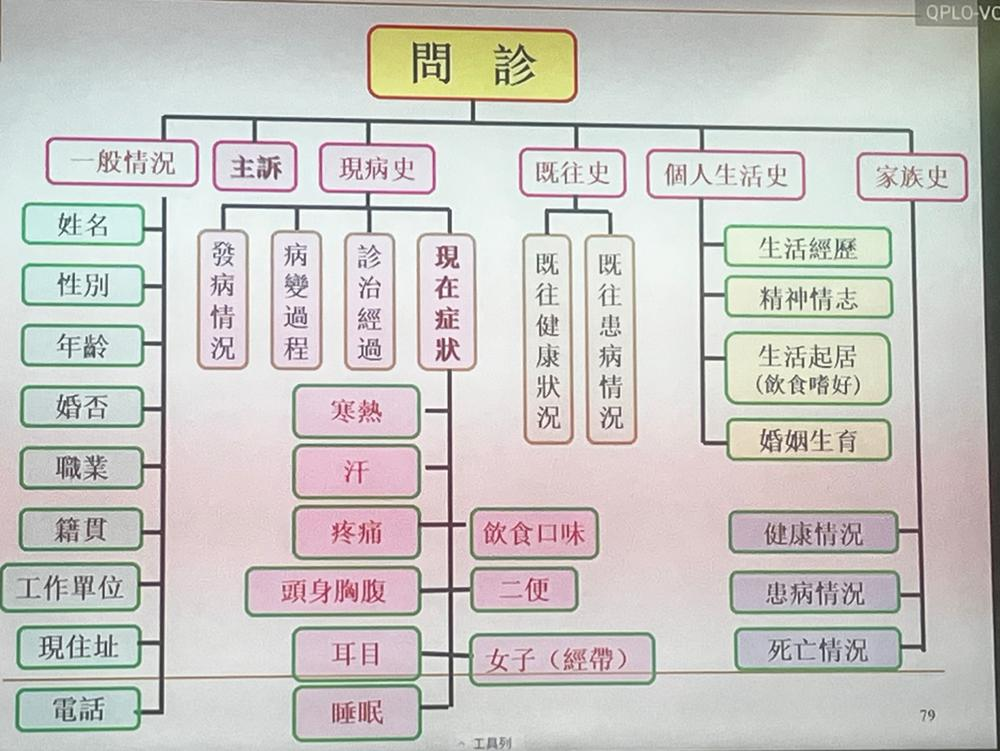 QPLO-VC
問 診
一般情況
主訴
現病史
既往史
個人生活史
家族史
姓名
性別
年齡
婚否
職業
籍貫
工作單位
現住址
電話
發病情況
病變過程
診治經過
現在症狀
寒熱
汗
疼痛
頭身胸腹
耳目
睡眠
飲食口味
二便
女子（經帶）
既往健康狀況
既往患病情況
生活經歷
精神情志
生活起居
(飲食嗜好)
婚姻生育
健康情況
患病情況
死亡情況
79
工具列